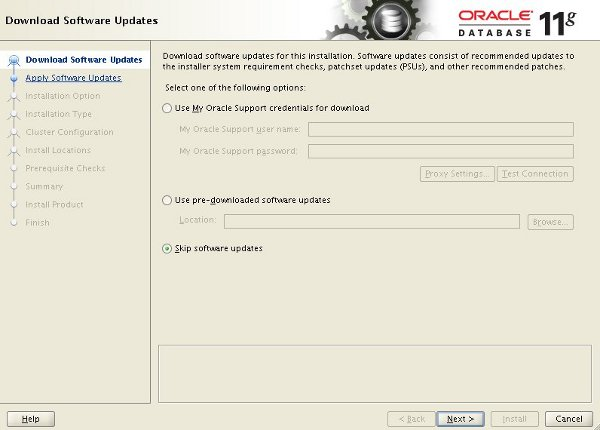 Download Software Updates
ORACLE
DATABASE 11g
Download Software Updates
Apply Software Updates
Installation Option
Installation Type
Cluster Configuration
Install Locations
Prerequisite Checks
Summary
Install Product
Finish
Download software updates for this installation. Software updates consist of recommended updates to
the installer system requirement checks, patchset updates (PSUs), and other recommended patches.
Select one of the following options:
Use My Oracle Support credentials for download
My Oracle Support user name:
My Oracle Support password:
Proxy Settings... Test Connection
Use pre-downloaded software updates
Location: Browse...
Skip software updates
Help < Back Next > Install Cancel